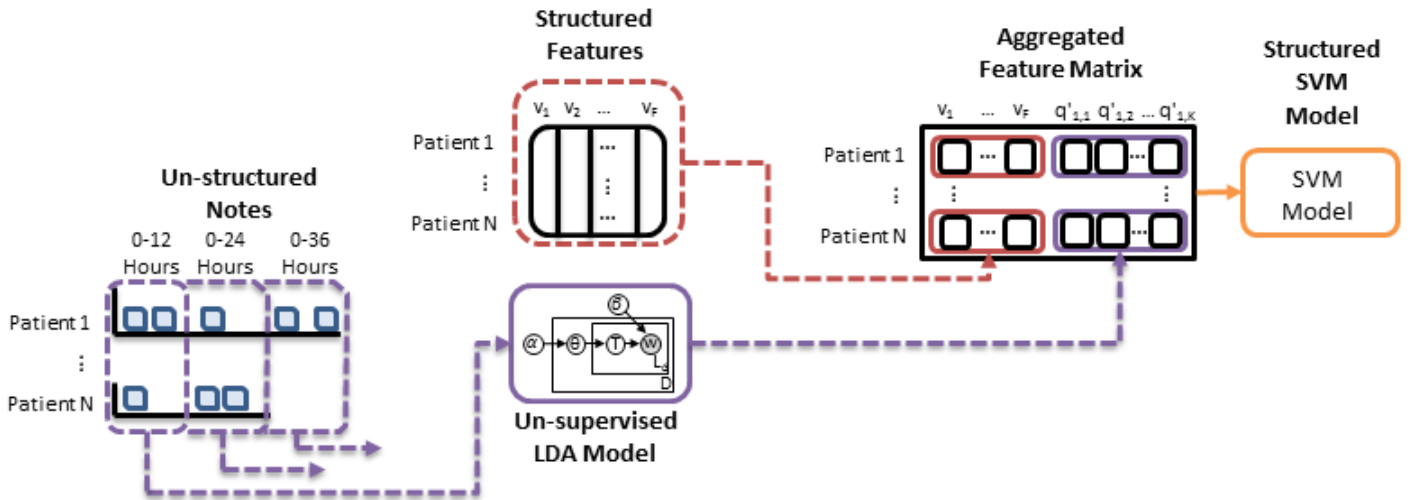 Structured
Features
v1 v2 ... vF
Patient 1
...
⋮
⋮
Patient N
...
Un-structured
Notes
0-12 0-24 0-36
Hours Hours Hours
Patient 1
⋮
Patient N
α θ T w
β
D
Un-supervised
LDA Model
Aggregated
Feature Matrix
v1 ... vF q'1,1 q'1,2 ... q'1,K
Patient 1
... ...
⋮ ⋮ ⋮
Patient N
... ...
Structured
SVM
Model
SVM
Model